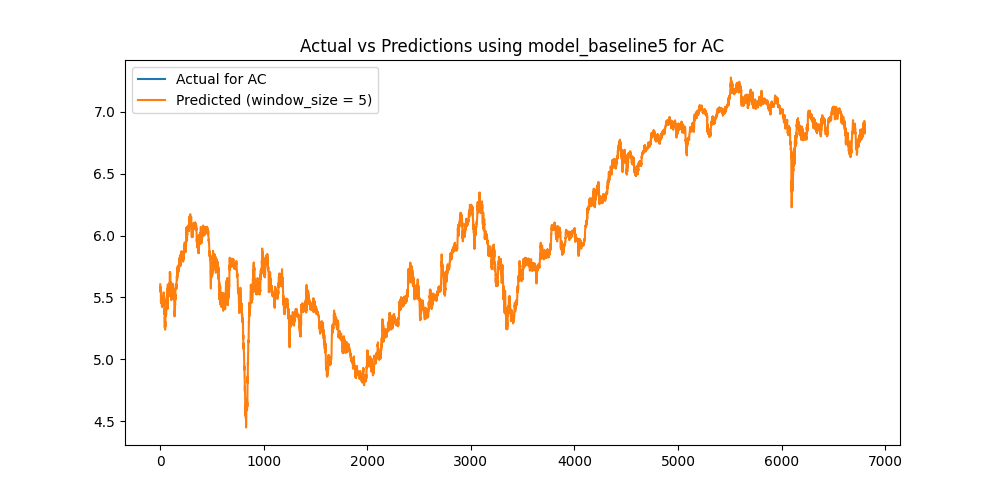 Actual vs Predictions using model_baseline5 for AC
Actual for AC
Predicted (window_size = 5)
7.0
6.5
6.0
5.5
5.0
4.5
0 1000 2000 3000 4000 5000 6000 7000